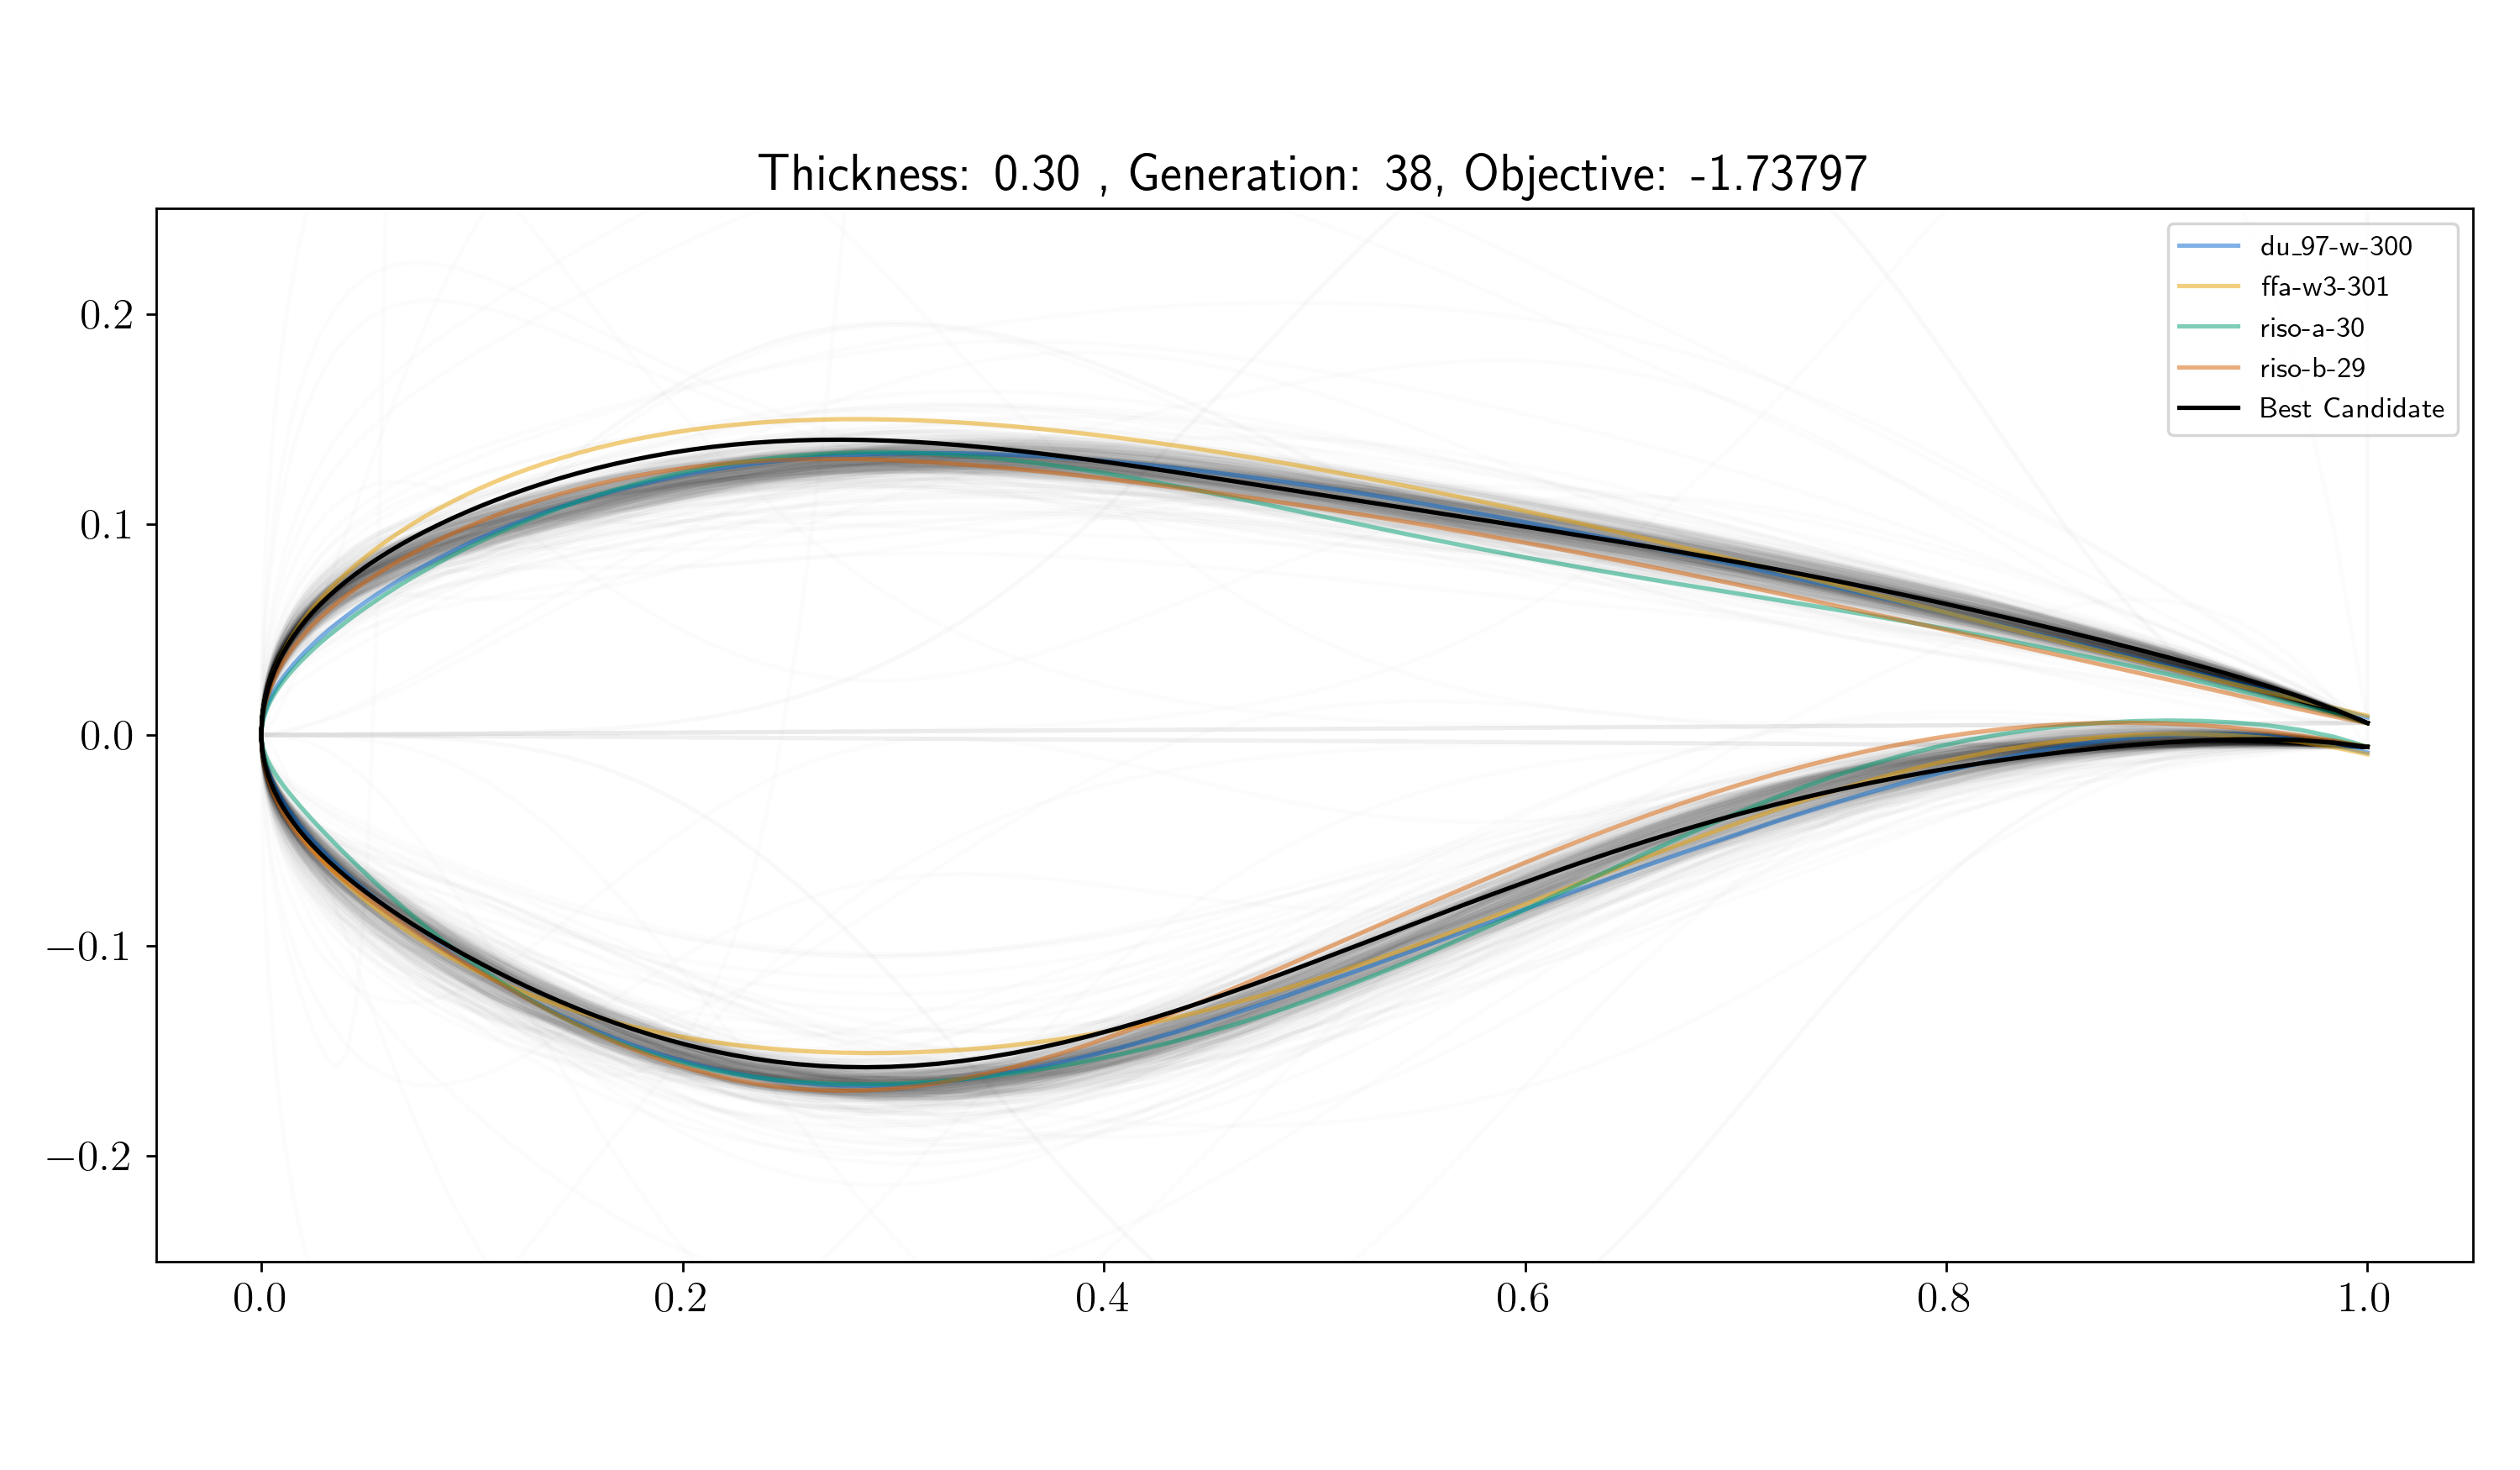 Thickness: 0.30 , Generation: 38, Objective: -1.73797
du_97-w-300
ffa-w3-301
riso-a-30
riso-b-29
Best Candidate
0.2
0.1
0.0
−0.1
−0.2
0.0 0.2 0.4 0.6 0.8 1.0